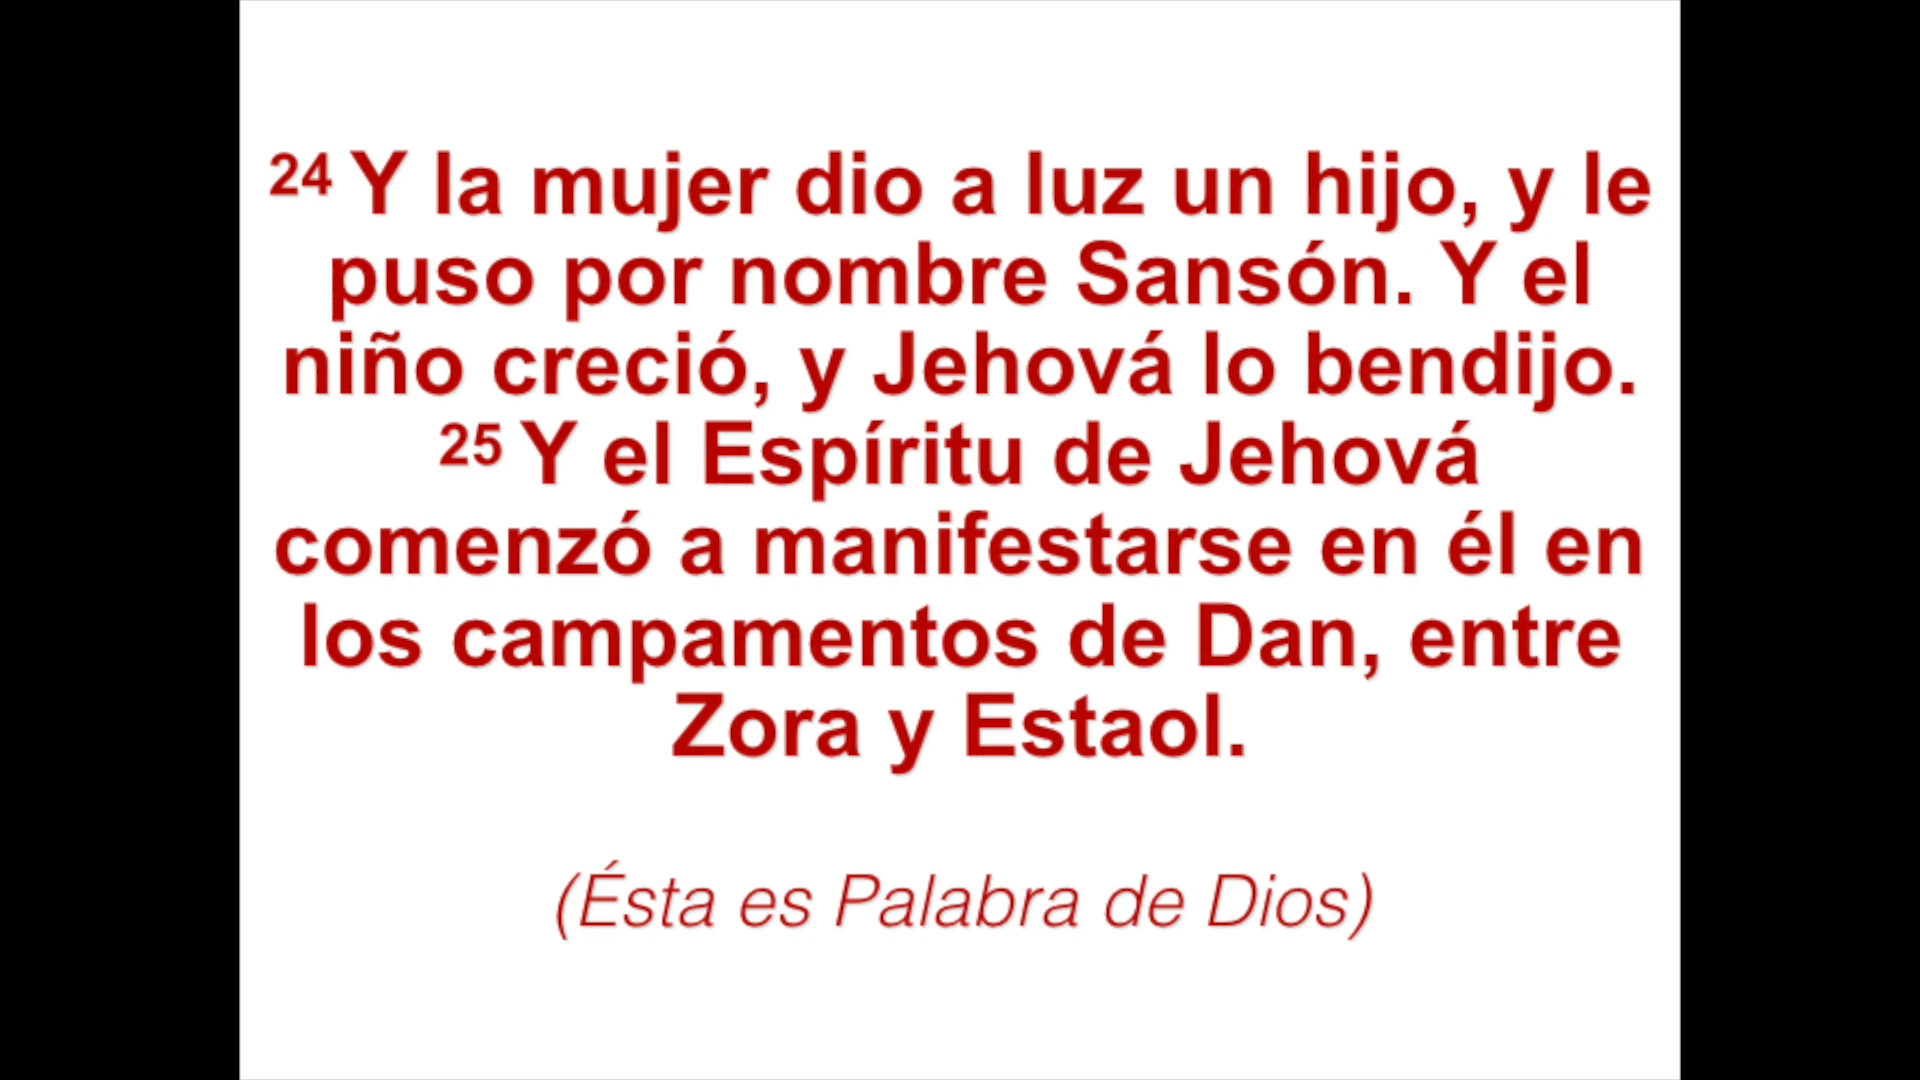 24 Y la mujer dio a luz un hijo, y le
puso por nombre Sansón. Y el
niño creció, y Jehová lo bendijo.
25 Y el Espíritu de Jehová
comenzó a manifestarse en él en
los campamentos de Dan, entre
Zora y Estaol.
(Ésta es Palabra de Dios)